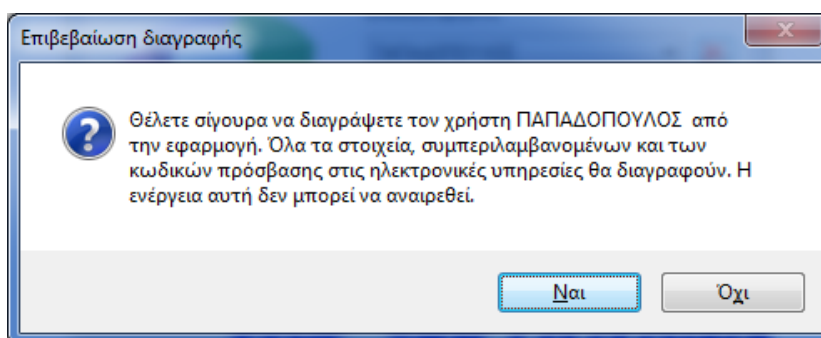 Επιβεβαίωση διαγραφής
Θέλετε σίγουρα να διαγράψετε τον χρήστη ΠΑΠΑΔΟΠΟΥΛΟΣ από
την εφαρμογή. Όλα τα στοιχεία, συμπεριλαμβανομένων και των
κωδικών πρόσβασης στις ηλεκτρονικές υπηρεσίες θα διαγραφούν. Η
ενέργεια αυτή δεν μπορεί να αναιρεθεί.
Ναι Όχι